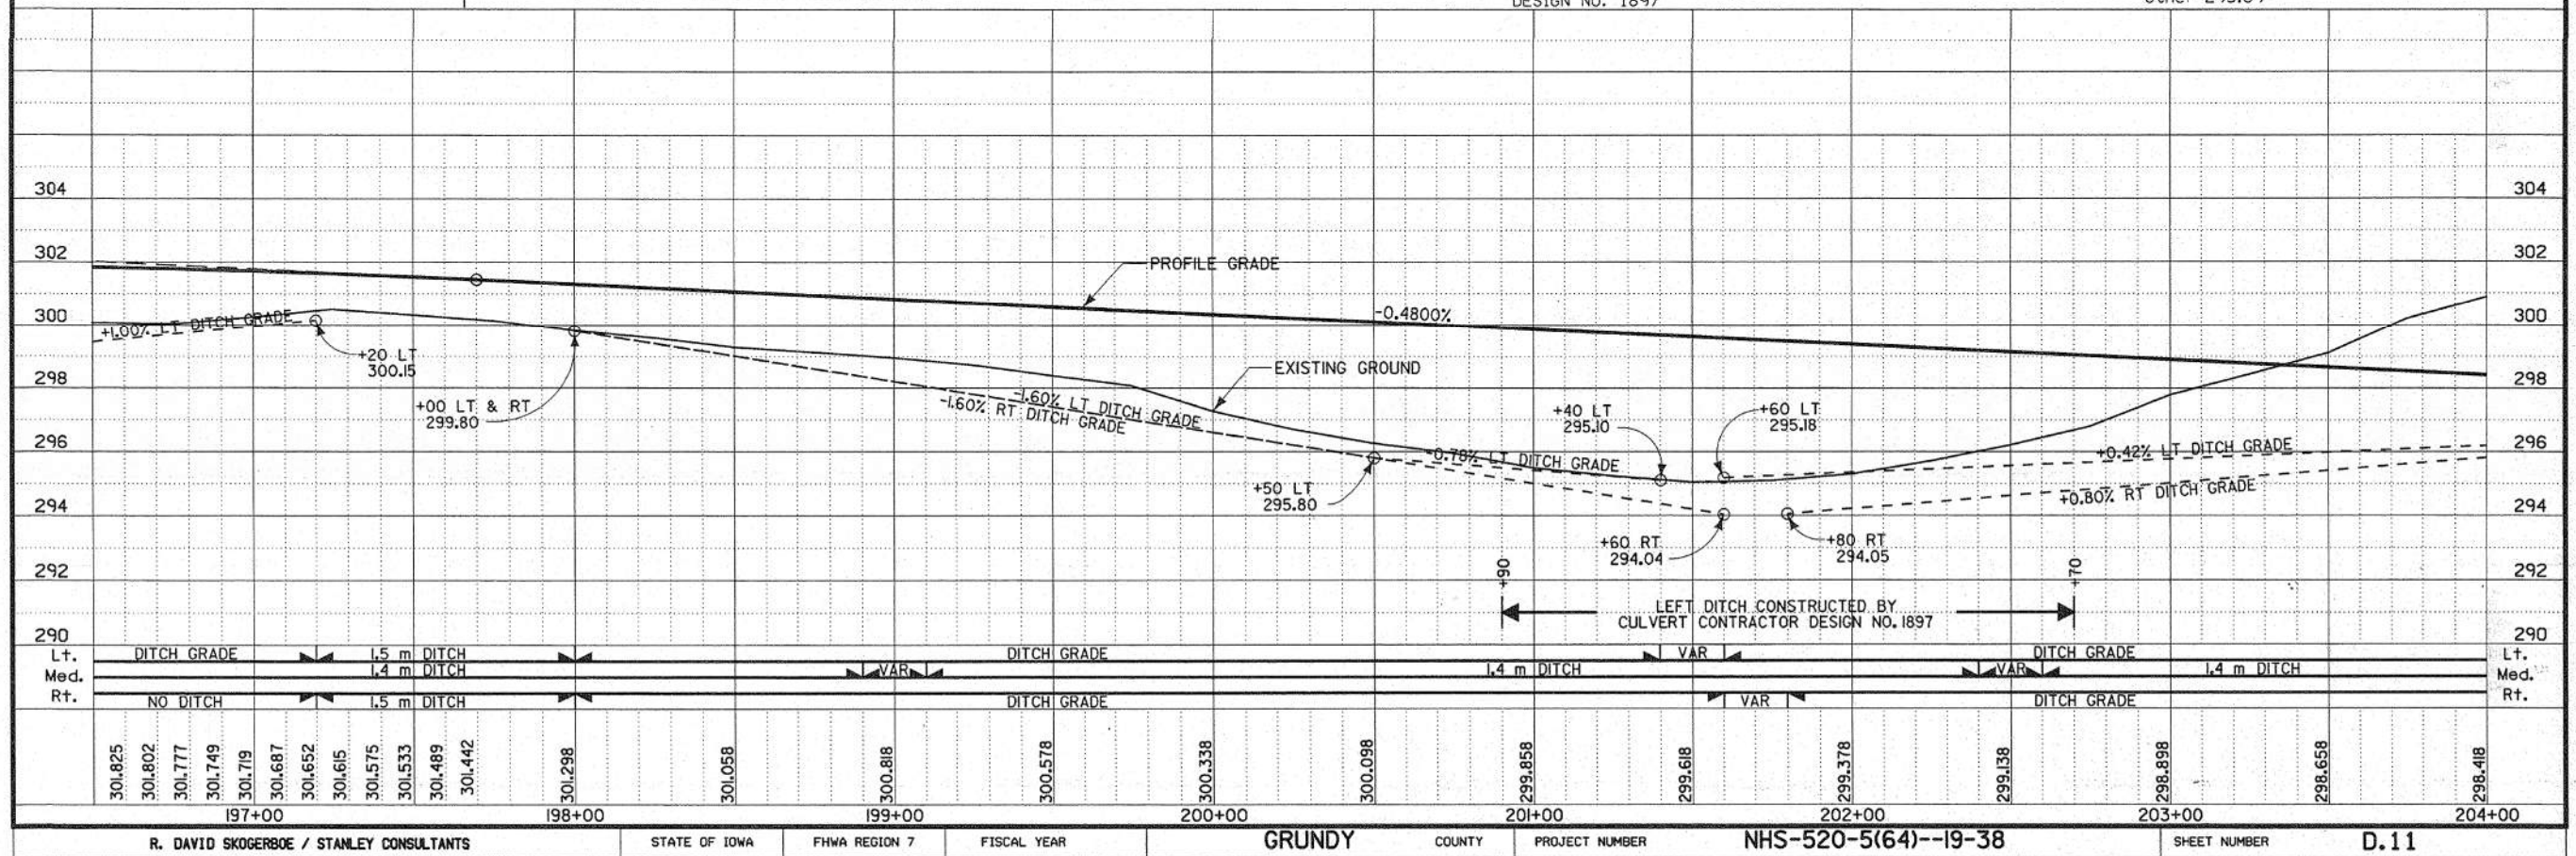 DESIGN NO. 1897
304 304
302 302
PROFILE GRADE
300 +1.00% LT DITCH GRADE -0.4800% 300
+20 LT
300.15
EXISTING GROUND
298 298
+00 LT & RT
299.80
-1.60% LT DITCH GRADE
-1.60% RT DITCH GRADE
+40 LT
295.10
+60 LT
295.18
296 296
-0.78% LT DITCH GRADE
+0.42% LT DITCH GRADE
+50 LT
295.80
+0.80% RT DITCH GRADE
294 294
+60 RT
294.04
+80 RT
294.05
292 +90 +70 292
LEFT DITCH CONSTRUCTED BY
CULVERT CONTRACTOR DESIGN NO. 1897
290 290
Lt. DITCH GRADE 1.5 m DITCH DITCH GRADE VAR DITCH GRADE Lt.
Med. 1.4 m DITCH VAR 1.4 m DITCH VAR 1.4 m DITCH Med.
Rt. NO DITCH 1.5 m DITCH DITCH GRADE VAR DITCH GRADE Rt.
301.825 301.802 301.777 301.749 301.719 301.687 301.652 301.615 301.575 301.533 301.489 301.442 301.298 301.058 300.818 300.578 300.338 300.098 299.858 299.618 299.378 299.138 298.898 298.658 298.418
197+00 198+00 199+00 200+00 201+00 202+00 203+00 204+00
R. DAVID SKOGERBOE / STANLEY CONSULTANTS STATE OF IOWA FHWA REGION 7 FISCAL YEAR GRUNDY COUNTY PROJECT NUMBER NHS-520-5(64)--19-38 SHEET NUMBER D.11